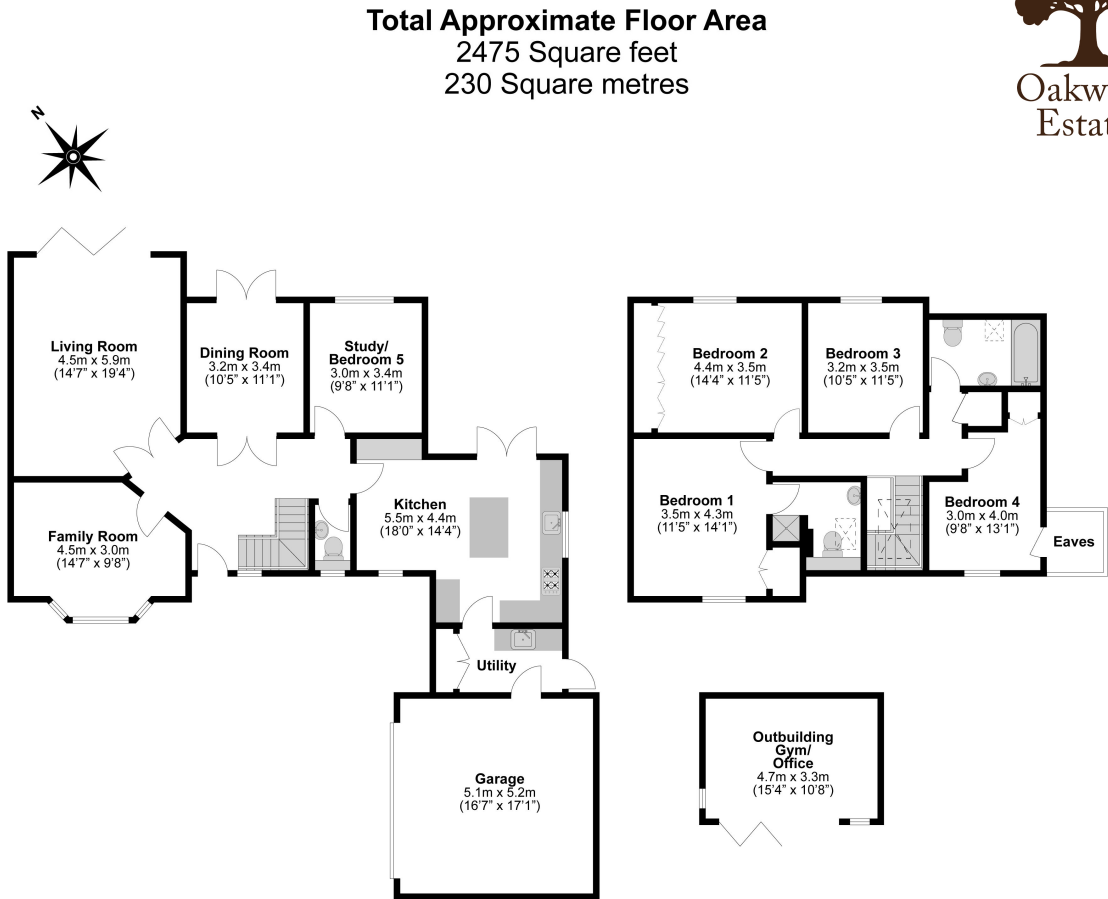 Total Approximate Floor Area
2475 Square feet
230 Square metres
Oakw
Estat
N
Living Room
4.5m x 5.9m
(14'7" x 19'4")
Dining Room
3.2m x 3.4m
(10'5" x 11'1")
Study/
Bedroom 5
3.0m x 3.4m
(9'8" x 11'1")
Kitchen
5.5m x 4.4m
(18'0" x 14'4")
Family Room
4.5m x 3.0m
(14'7" x 9'8")
Utility
Garage
5.1m x 5.2m
(16'7" x 17'1")
Bedroom 2
4.4m x 3.5m
(14'4" x 11'5")
Bedroom 3
3.2m x 3.5m
(10'5" x 11'5")
Bedroom 1
3.5m x 4.3m
(11'5" x 14'1")
Bedroom 4
3.0m x 4.0m
(9'8" x 13'1")
Eaves
Outbuilding
Gym/
Office
4.7m x 3.3m
(15'4" x 10'8")